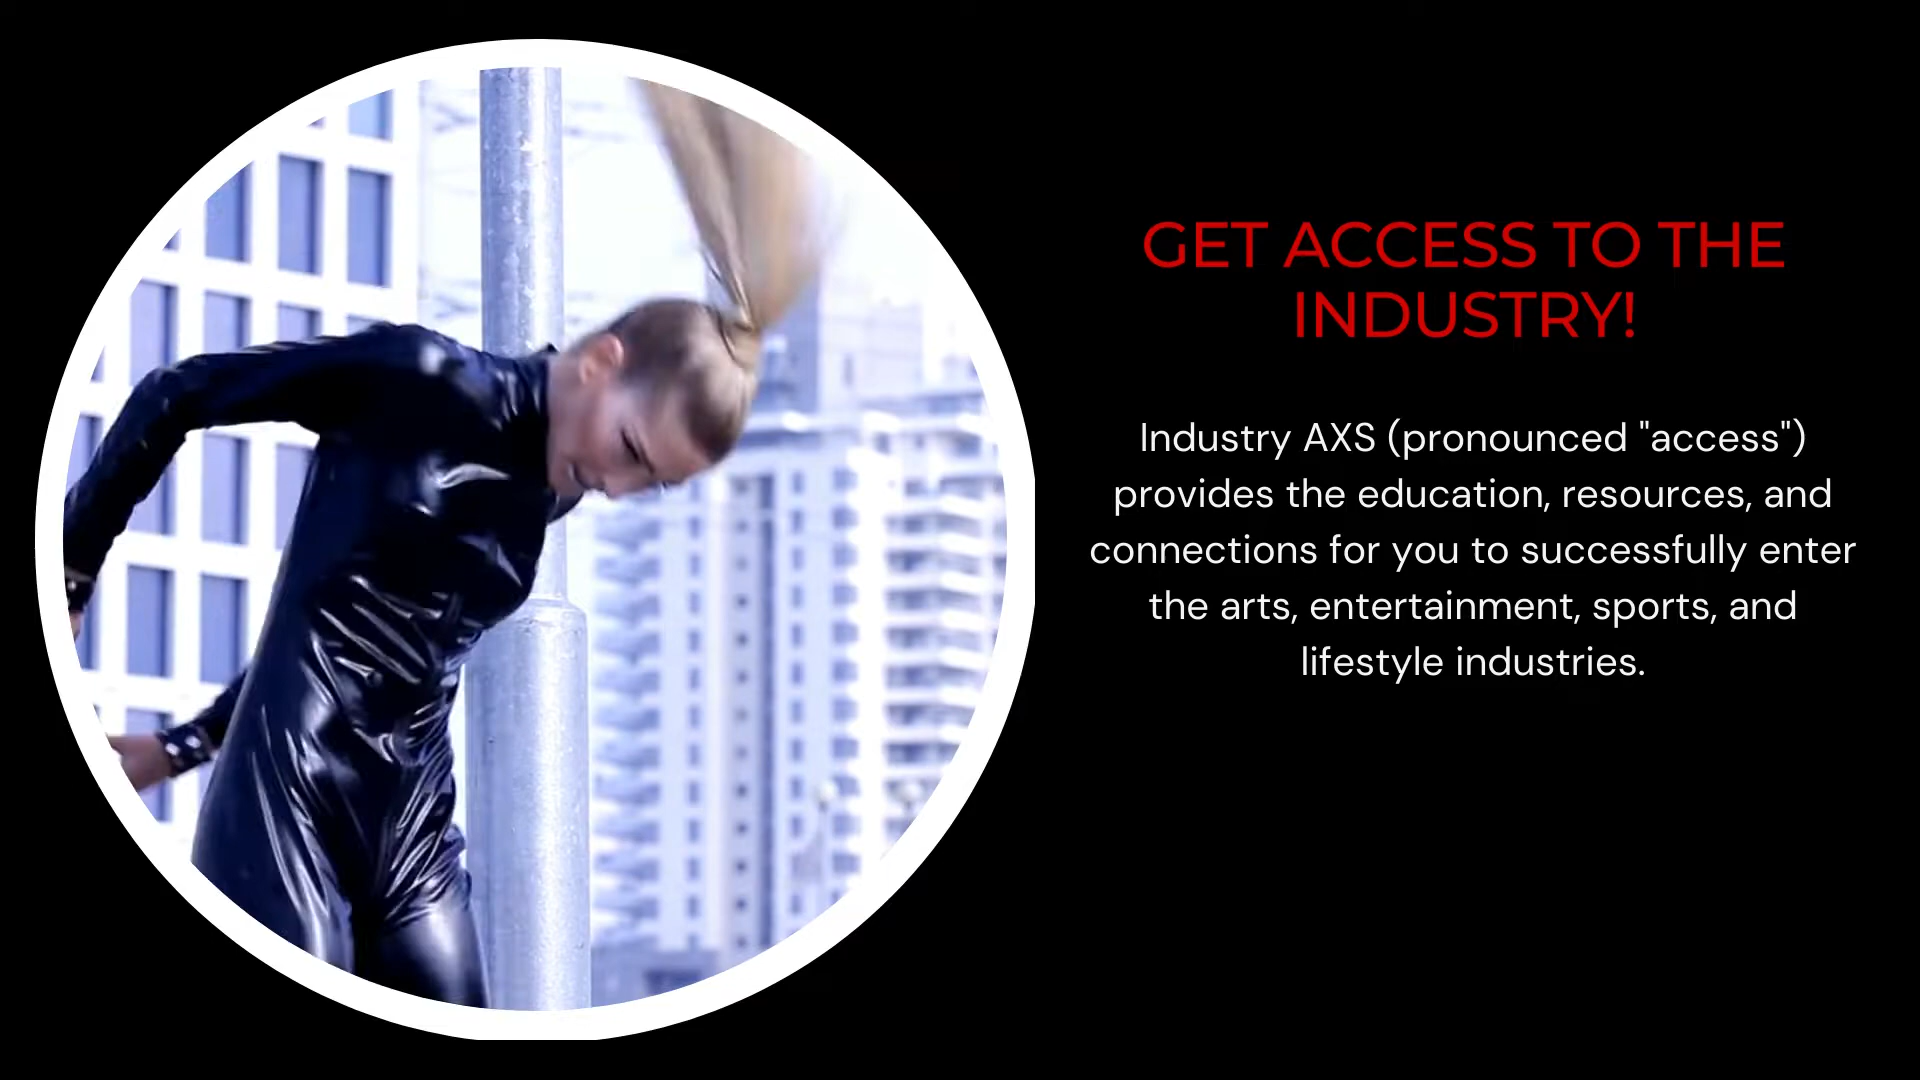 GET ACCESS TO THE
INDUSTRY!
Industry AXS (pronounced "access")
provides the education, resources, and
connections for you to successfully enter
the arts, entertainment, sports, and
lifestyle industries.